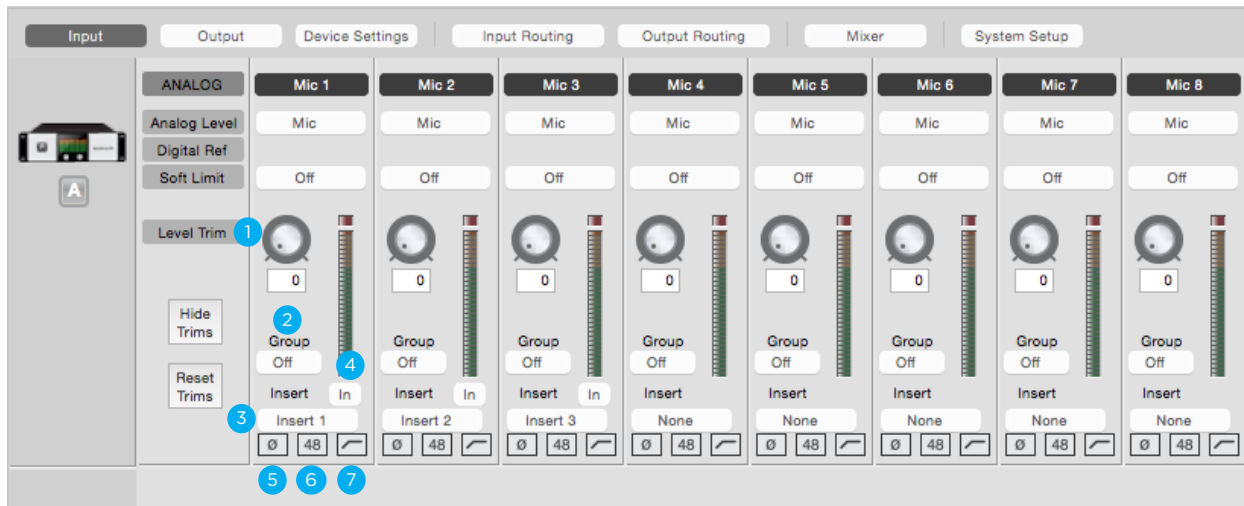 Input Output Device Settings Input Routing Output Routing Mixer System Setup
ANALOG Mic 1 Mic 2 Mic 3 Mic 4 Mic 5 Mic 6 Mic 7 Mic 8
Analog Level Mic Mic Mic Mic Mic Mic Mic Mic
Digital Ref
A Soft Limit Off Off Off Off Off Off Off Off
Level Trim 1
0 0 0 0 0 0 0 0
Hide
Trims
2
Group Group Group Group Group Group Group Group
Off 4 Off Off Off Off Off Off Off
Reset
Trims
Insert In Insert In Insert In Insert Insert Insert Insert Insert
3 Insert 1 Insert 2 Insert 3 None None None None None
Ø 48 Ø 48 Ø 48 Ø 48 Ø 48 Ø 48 Ø 48 Ø 48
5 6 7